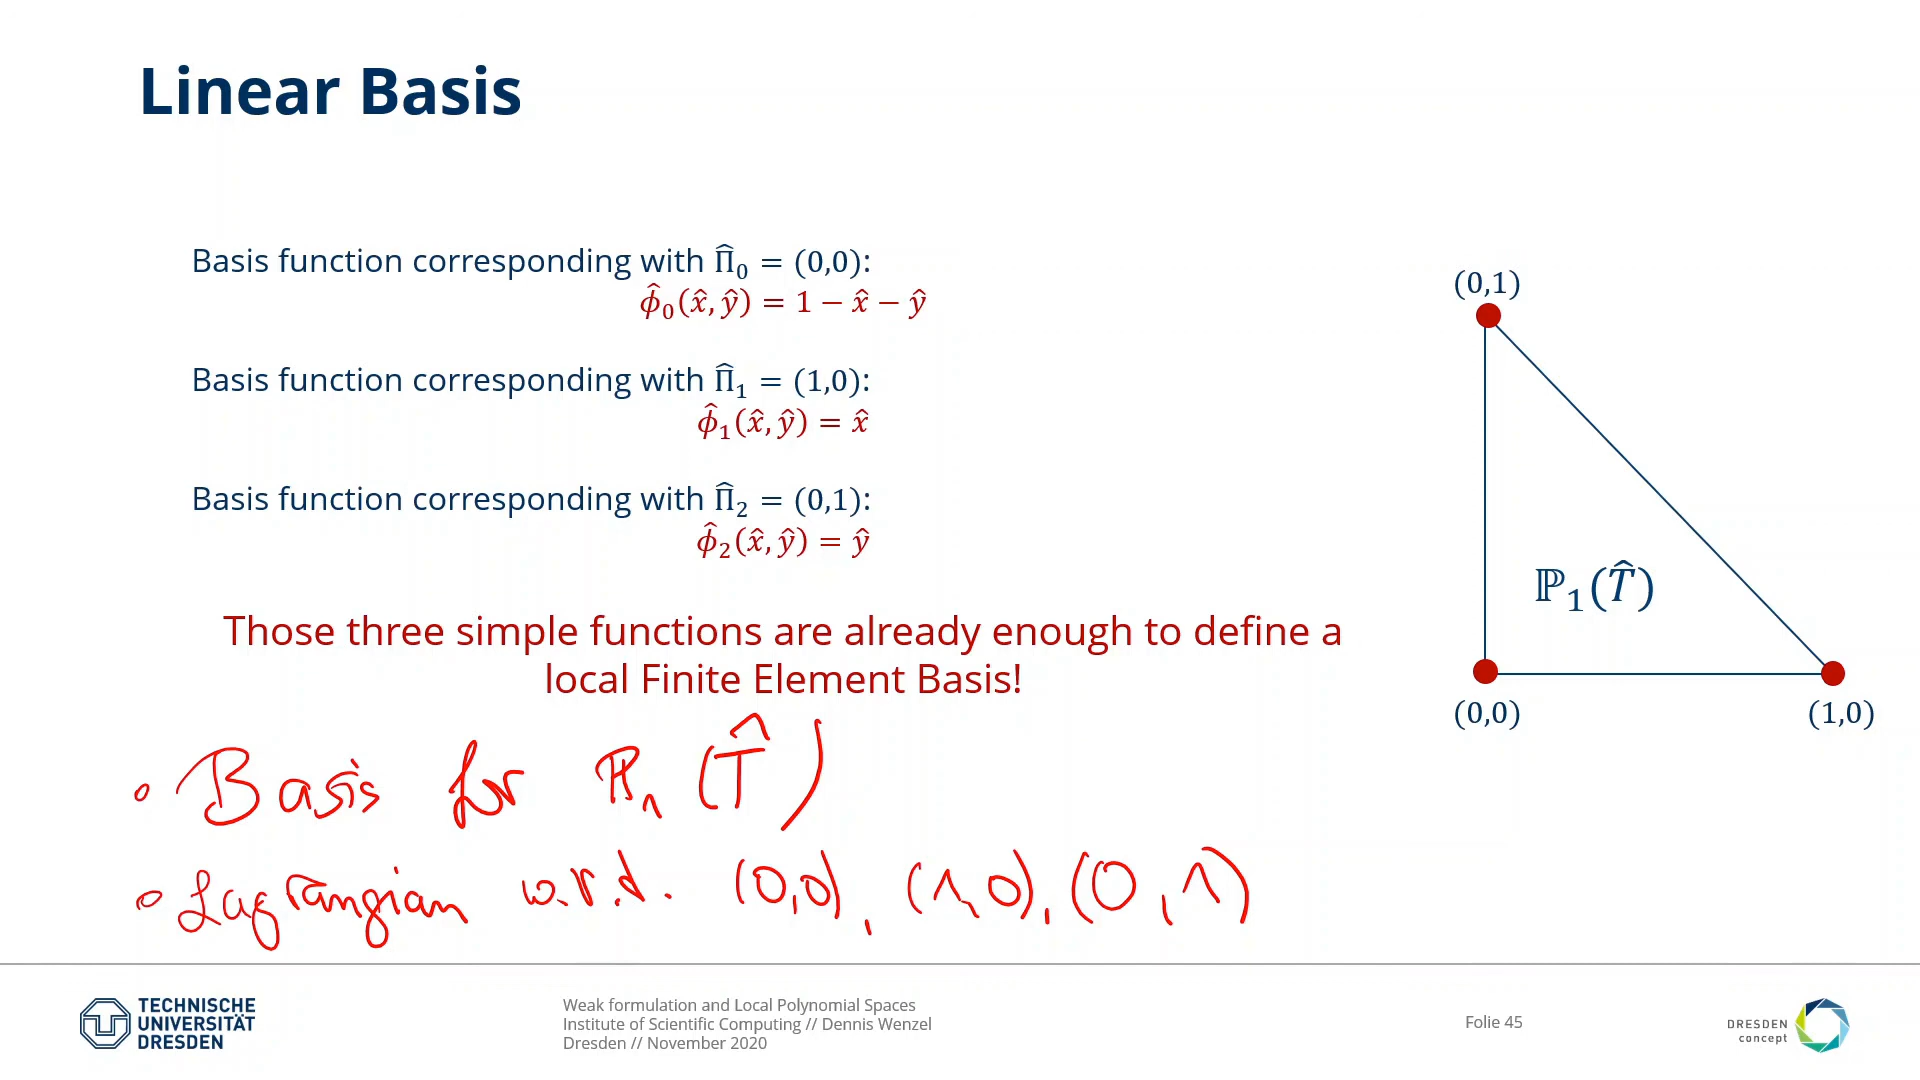 Linear Basis
Basis function corresponding with Π̂₀ = (0,0):
ϕ̂₀(x̂, ŷ) = 1 − x̂ − ŷ
Basis function corresponding with Π̂₁ = (1,0):
ϕ̂₁(x̂, ŷ) = x̂
Basis function corresponding with Π̂₂ = (0,1):
ϕ̂₂(x̂, ŷ) = ŷ
Those three simple functions are already enough to define a
local Finite Element Basis!
(0,1)
ℙ₁(T̂)
(0,0)
(1,0)
• Basis for ℙ₁(T̂)
• Lagrangian w.r.t. (0,0), (1,0), (0,1)
TECHNISCHE
UNIVERSITÄT
DRESDEN
Weak formulation and Local Polynomial Spaces
Institute of Scientific Computing // Dennis Wenzel
Dresden // November 2020
Folie 45
DRESDEN
concept